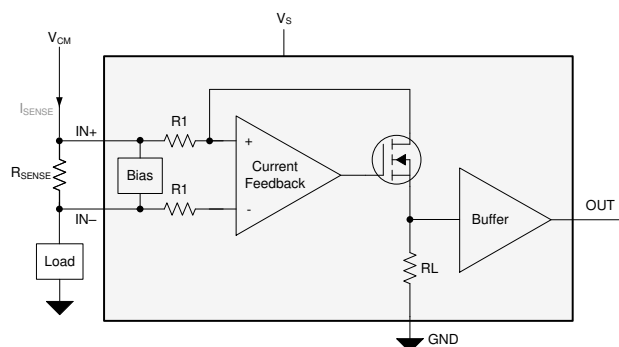 VS
VCM
ISENSE
IN+
R1
RSENSE
Bias
+
Current
Feedback
R1
-
IN–
Load
Buffer
OUT
RL
GND